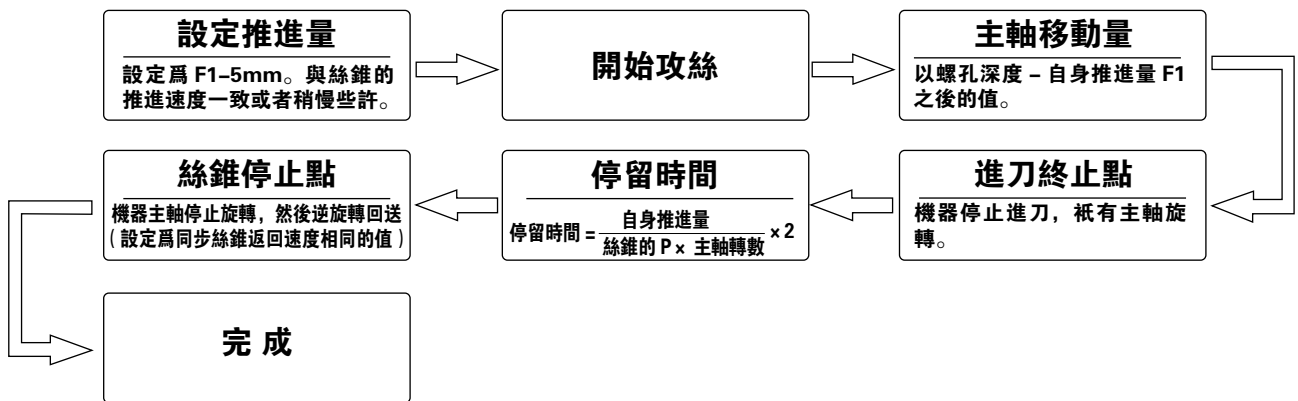 設定推進量
設定爲 F1–5mm。與絲錐的
推進速度一致或者稍慢些許。
開始攻絲
主軸移動量
以螺孔深度 – 自身推進量 F1
之後的值。
進刀終止點
機器停止進刀，衹有主軸旋
轉。
停留時間
停留時間 = 自身推進量 / 絲錐的 P × 主軸轉數 × 2
絲錐停止點
機器主軸停止旋轉，然後逆旋轉回送
（設定爲同步絲錐返回速度相同的值）
完 成